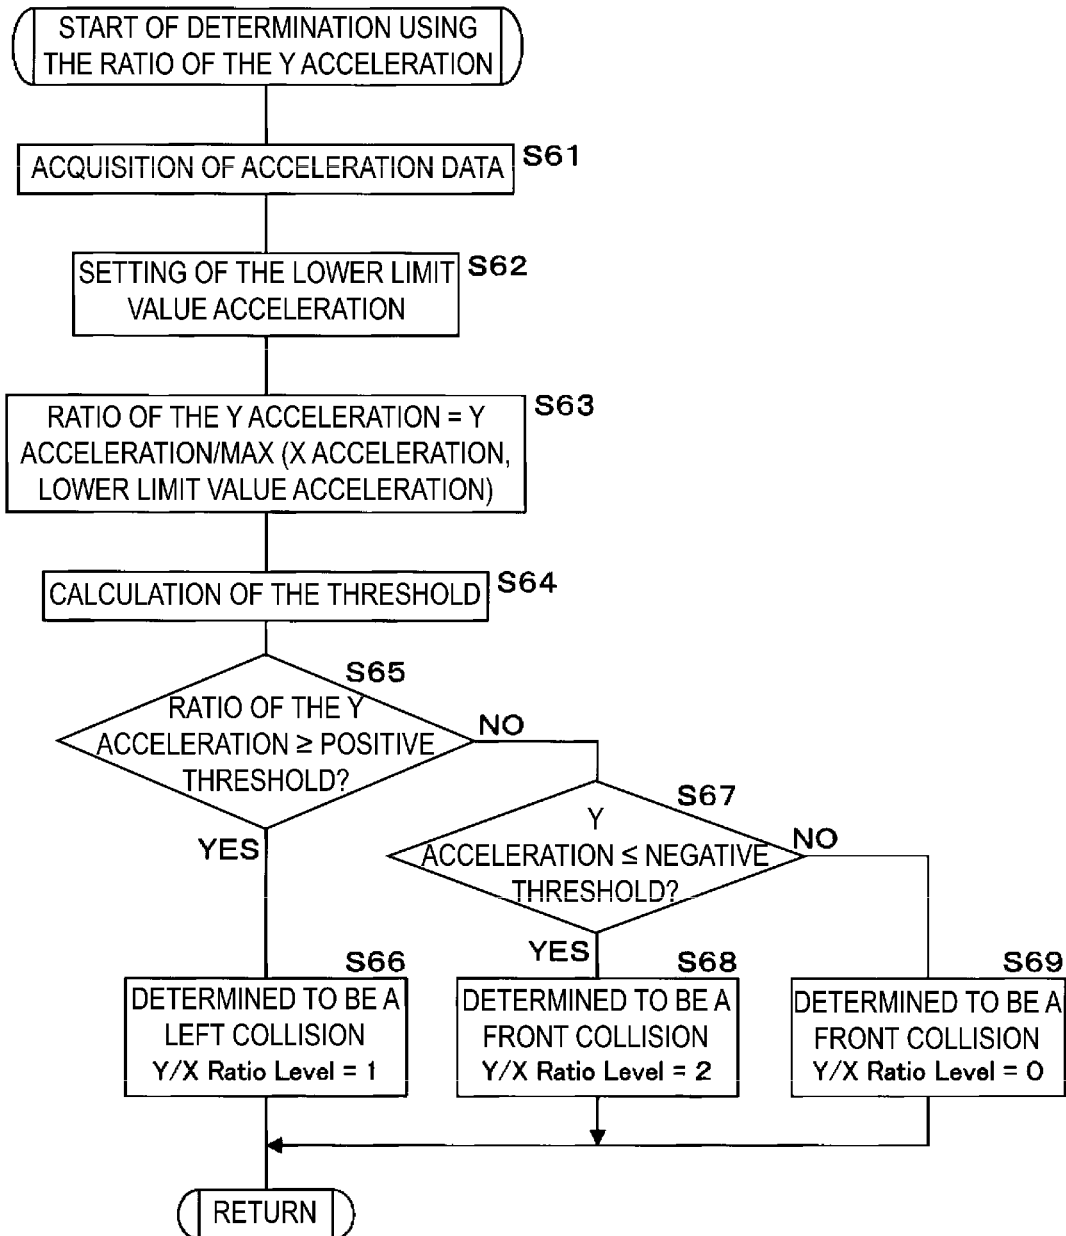 START OF DETERMINATION USING
THE RATIO OF THE Y ACCELERATION
ACQUISITION OF ACCELERATION DATA
S61
SETTING OF THE LOWER LIMIT
VALUE ACCELERATION
S62
RATIO OF THE Y ACCELERATION = Y
ACCELERATION/MAX (X ACCELERATION,
LOWER LIMIT VALUE ACCELERATION)
S63
CALCULATION OF THE THRESHOLD
S64
S65
RATIO OF THE Y
ACCELERATION ≥ POSITIVE
THRESHOLD?
NO
YES
S67
Y
ACCELERATION ≤ NEGATIVE
THRESHOLD?
NO
YES
S66
DETERMINED TO BE A
LEFT COLLISION
Y/X Ratio Level = 1
S68
DETERMINED TO BE A
FRONT COLLISION
Y/X Ratio Level = 2
S69
DETERMINED TO BE A
FRONT COLLISION
Y/X Ratio Level = 0
RETURN